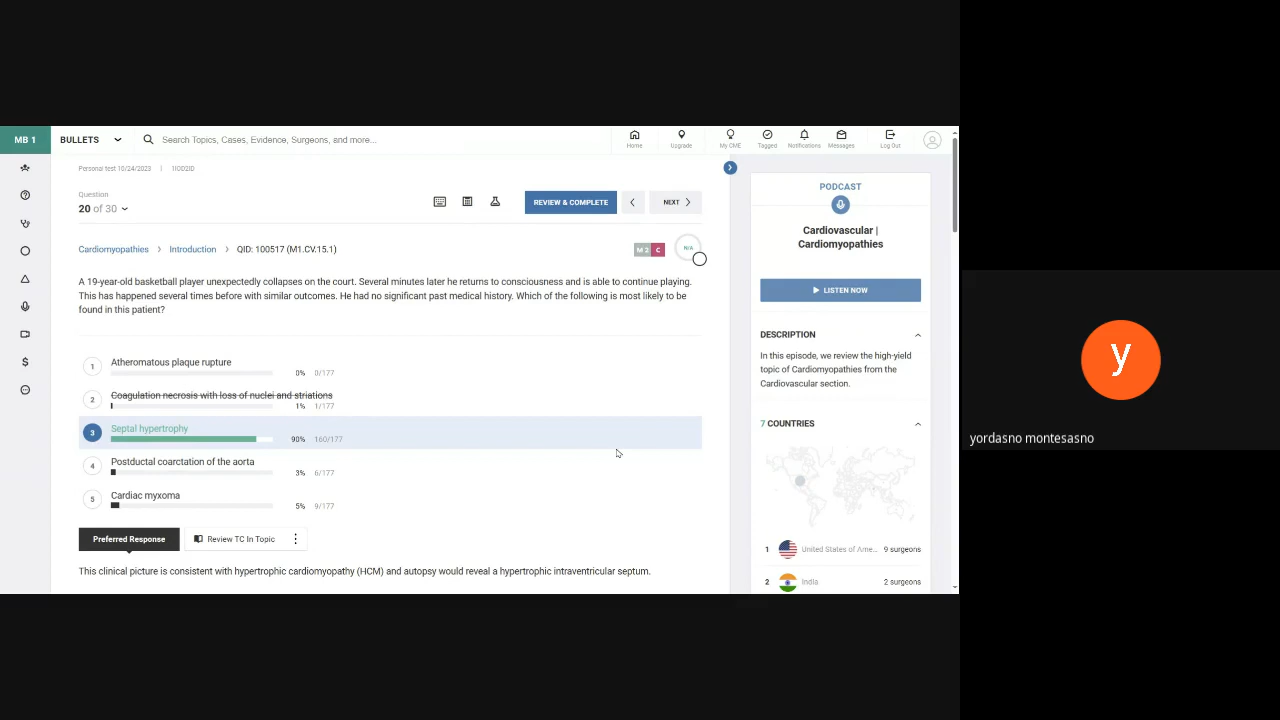 MB 1
BULLETS
Search Topics, Cases, Evidence, Surgeons, and more...
Home
Upgrade
My CME
Tagged
Notifications
Messages
Log Out
Personal test 10/24/2023 | 1IOD2ID
Question
20 of 30
REVIEW & COMPLETE
NEXT
Cardiomyopathies > Introduction > QID: 100517 (M1.CV.15.1)
M 2 C
N/A
A 19-year-old basketball player unexpectedly collapses on the court. Several minutes later he returns to consciousness and is able to continue playing.
This has happened several times before with similar outcomes. He had no significant past medical history. Which of the following is most likely to be
found in this patient?
1 Atheromatous plaque rupture
0% 0/177
2 Coagulation necrosis with loss of nuclei and striations
1% 1/177
3 Septal hypertrophy
90% 160/177
4 Postductal coarctation of the aorta
3% 6/177
5 Cardiac myxoma
5% 9/177
Preferred Response
Review TC In Topic
This clinical picture is consistent with hypertrophic cardiomyopathy (HCM) and autopsy would reveal a hypertrophic intraventricular septum.
PODCAST
Cardiovascular |
Cardiomyopathies
LISTEN NOW
DESCRIPTION
In this episode, we review the high-yield
topic of Cardiomyopathies from the
Cardiovascular section.
7 COUNTRIES
1 United States of Ame... 9 surgeons
2 India 2 surgeons
y
yordasno montesasno